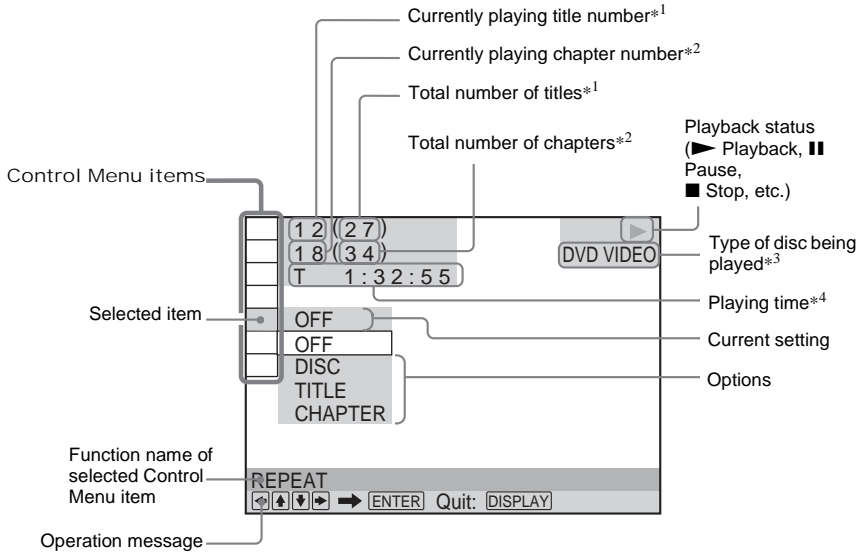 Currently playing title number*1
Currently playing chapter number*2
Total number of titles*1
Total number of chapters*2
Playback status
(► Playback, ❚❚
Pause,
■ Stop, etc.)
Control Menu items
1 2 ( 2 7 )
1 8 ( 3 4 )
T 1 : 3 2 : 5 5
►
DVD VIDEO
Type of disc being
played*3
Playing time*4
Selected item
OFF
Current setting
OFF
DISC
TITLE
CHAPTER
Options
Function name of
selected Control
Menu item
REPEAT
←↑↓→ ➡ ENTER Quit: DISPLAY
Operation message